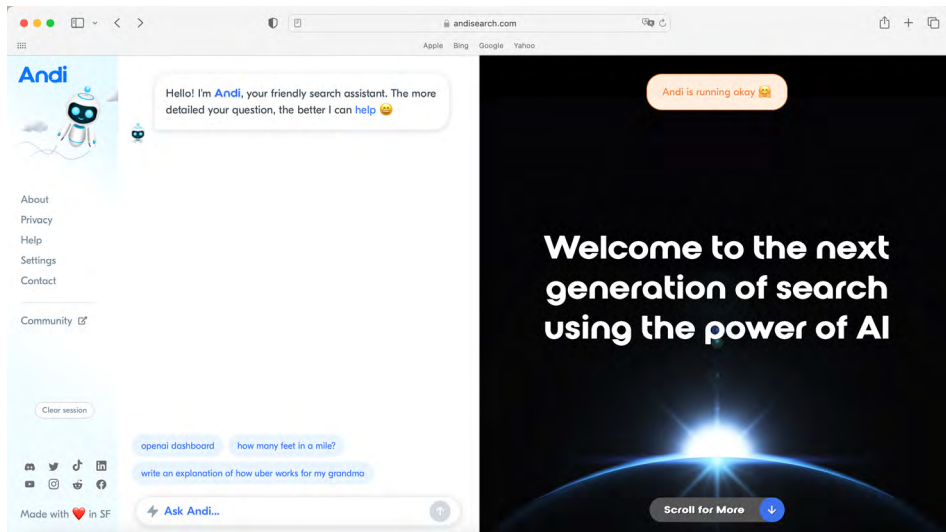 andisearch.com
Apple Bing Google Yahoo
Andi
About
Privacy
Help
Settings
Contact
Community
Clear session
Made with ❤️ in SF
Hello! I'm Andi, your friendly search assistant. The more
detailed your question, the better I can help 😀
openai dashboard
how many feet in a mile?
write an explanation of how uber works for my grandma
Ask Andi...
Andi is running okay 🤗
Welcome to the next
generation of search
using the power of AI
Scroll for More